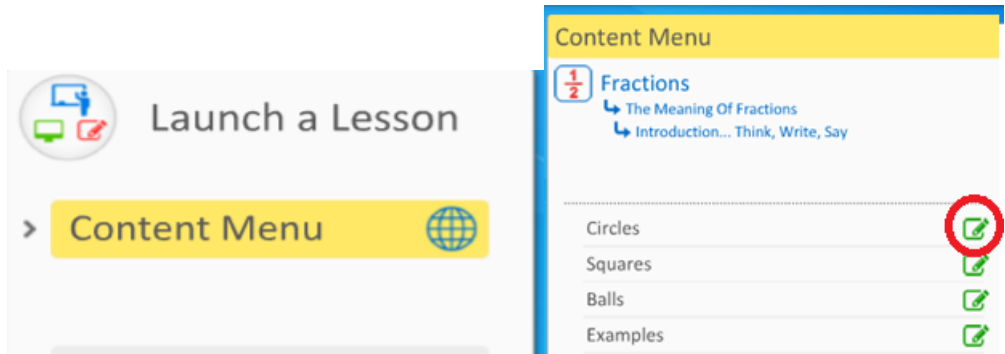 Launch a Lesson
Content Menu
Content Menu
1
2
Fractions
The Meaning Of Fractions
Introduction... Think, Write, Say
Circles
Squares
Balls
Examples